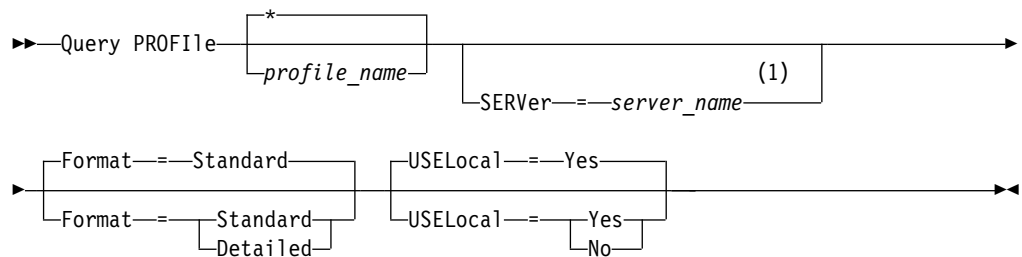 *
Query PROFIle
profile_name
(1)
SERVer = server_name
Format = Standard
USELocal = Yes
Format = Standard
USELocal = Yes
Detailed
No